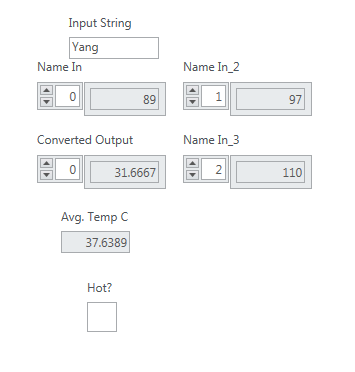 Input String
Yang
Name In
Name In_2
0 89
1 97
Converted Output
Name In_3
0 31.6667
2 110
Avg. Temp C
37.6389
Hot?